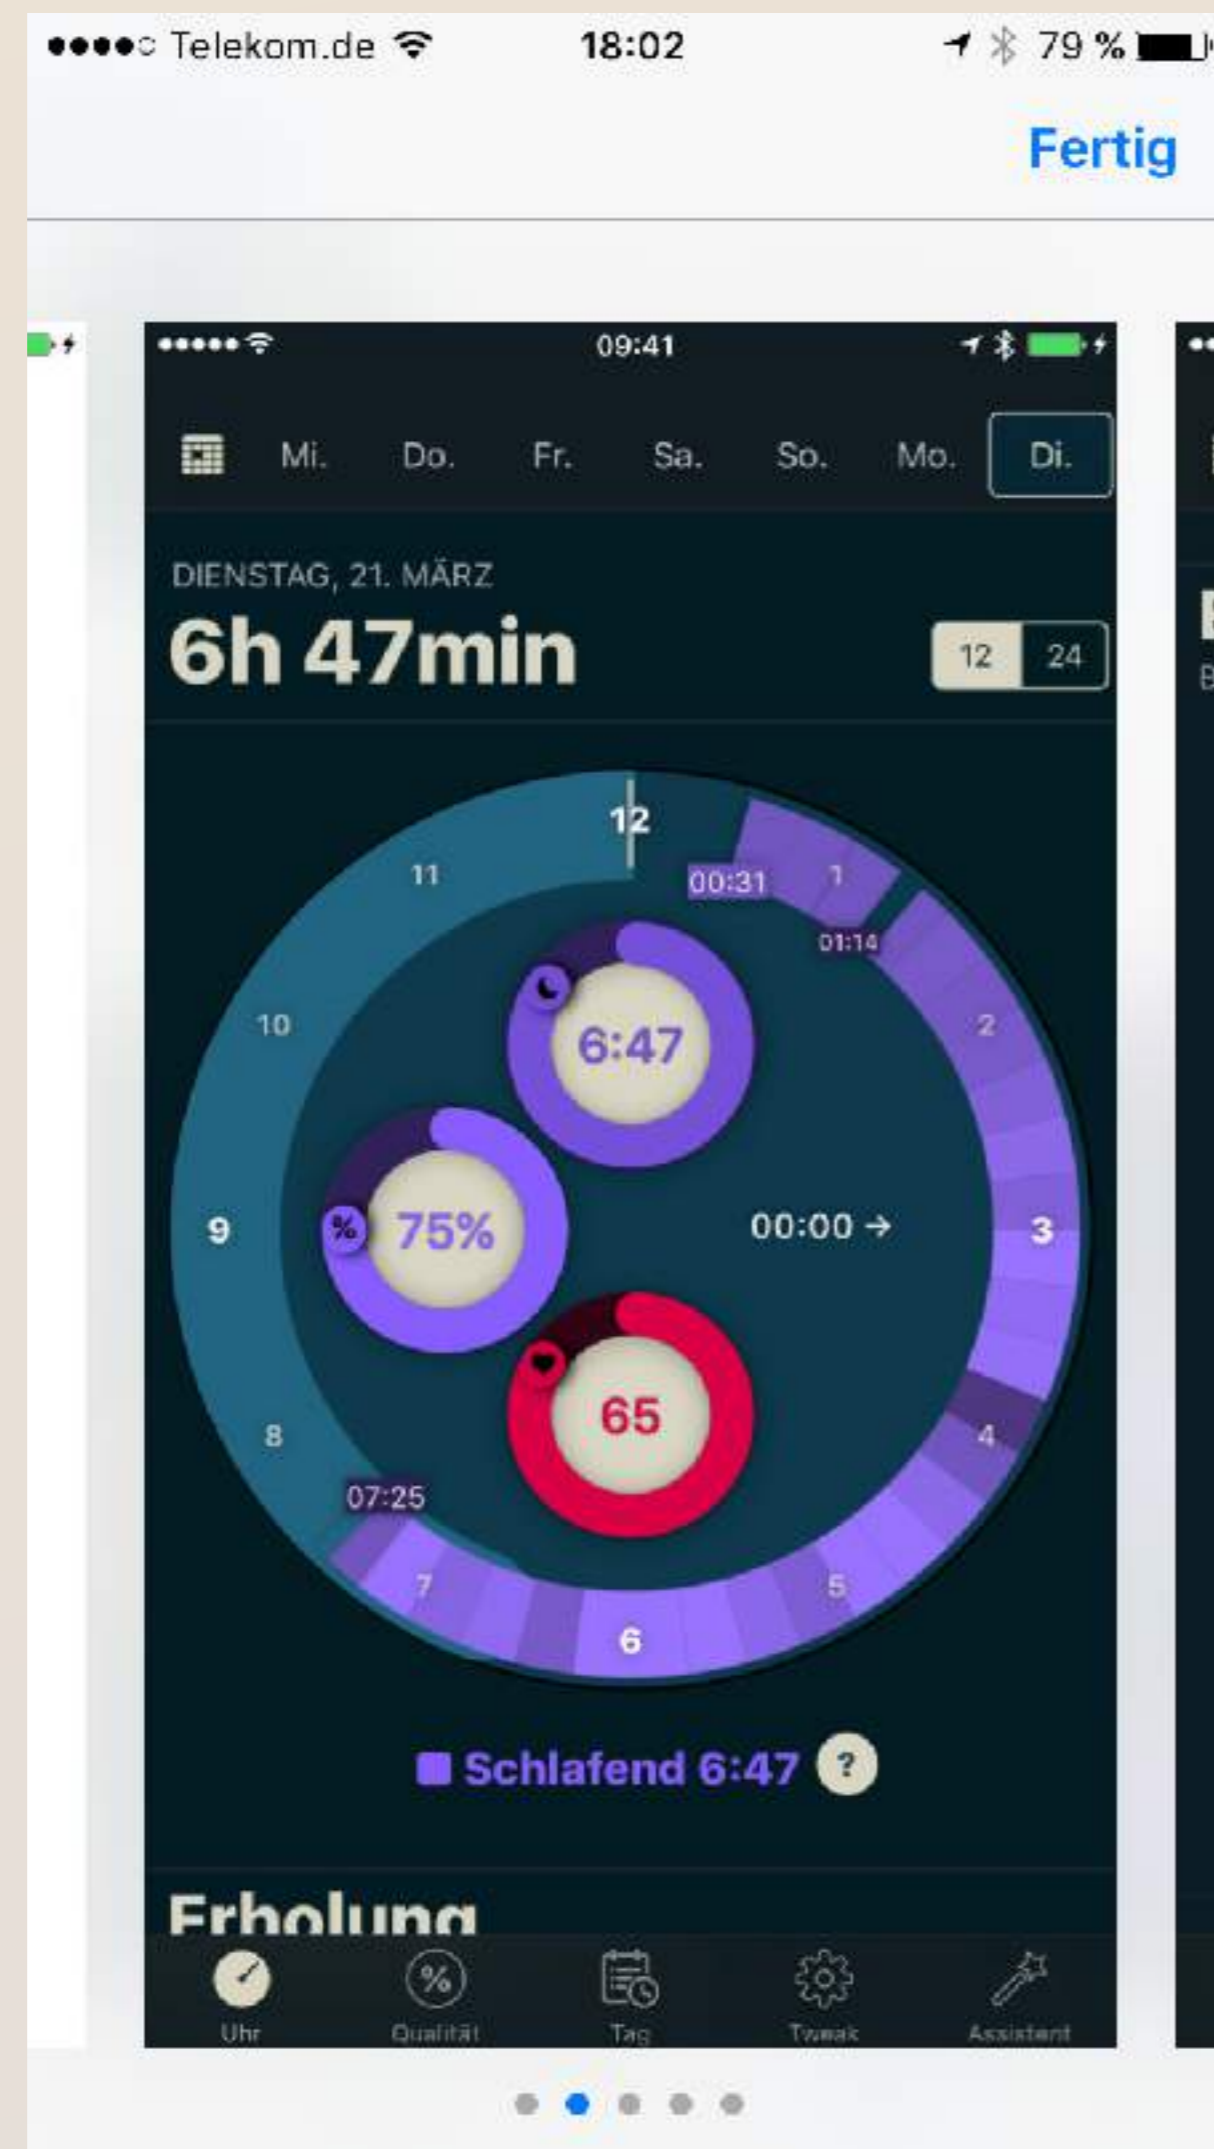 Telekom.de 18:02 79 %
Fertig
09:41
Mi. Do. Fr. Sa. So. Mo. Di.
DIENSTAG, 21. MÄRZ
6h 47min
12 24
12
11
00:31
1
01:14
10
2
6:47
9
75%
00:00 →
3
65
8
4
07:25
7
5
6
Schlafend 6:47 ?
Erholung
% % 
Uhr Qualität Tag Tweak Assistent